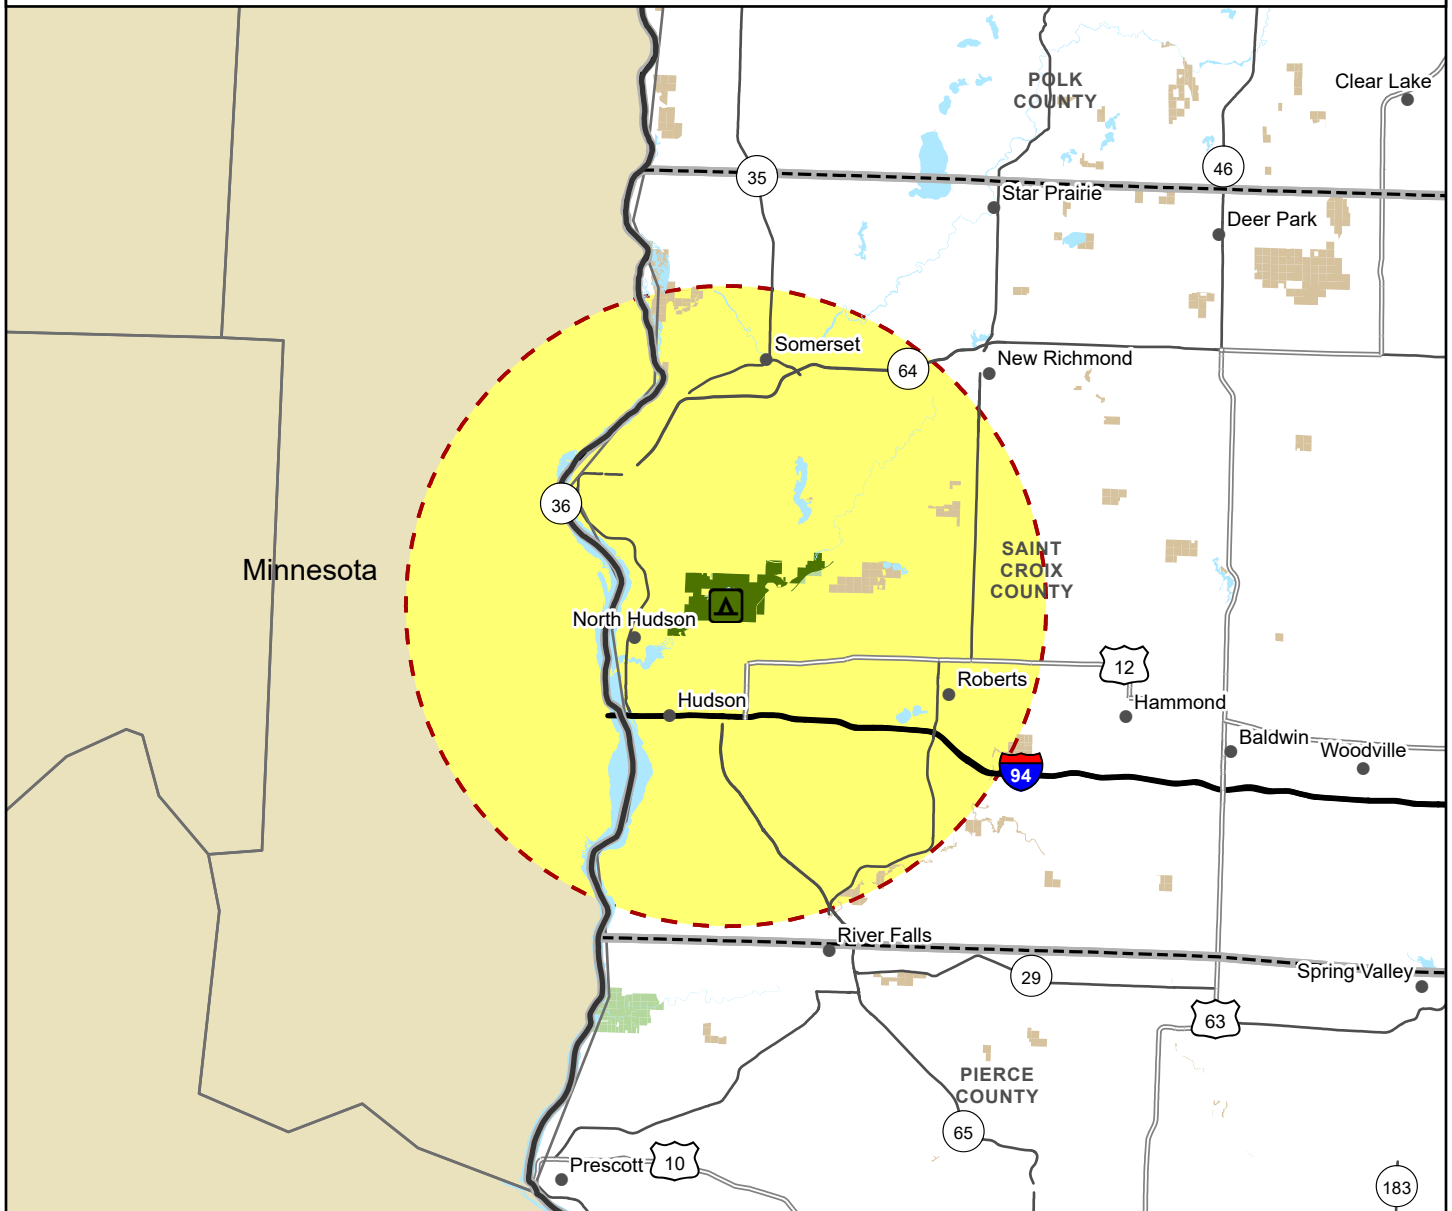 POLK
COUNTY
Clear Lake
35
46
Star Prairie
Deer Park
Somerset
64
New Richmond
36
Minnesota
SAINT
CROIX
COUNTY
North Hudson
12
Roberts
Hudson
Hammond
Baldwin
Woodville
94
River Falls
29
Spring Valley
63
PIERCE
COUNTY
65
Prescott
10
183